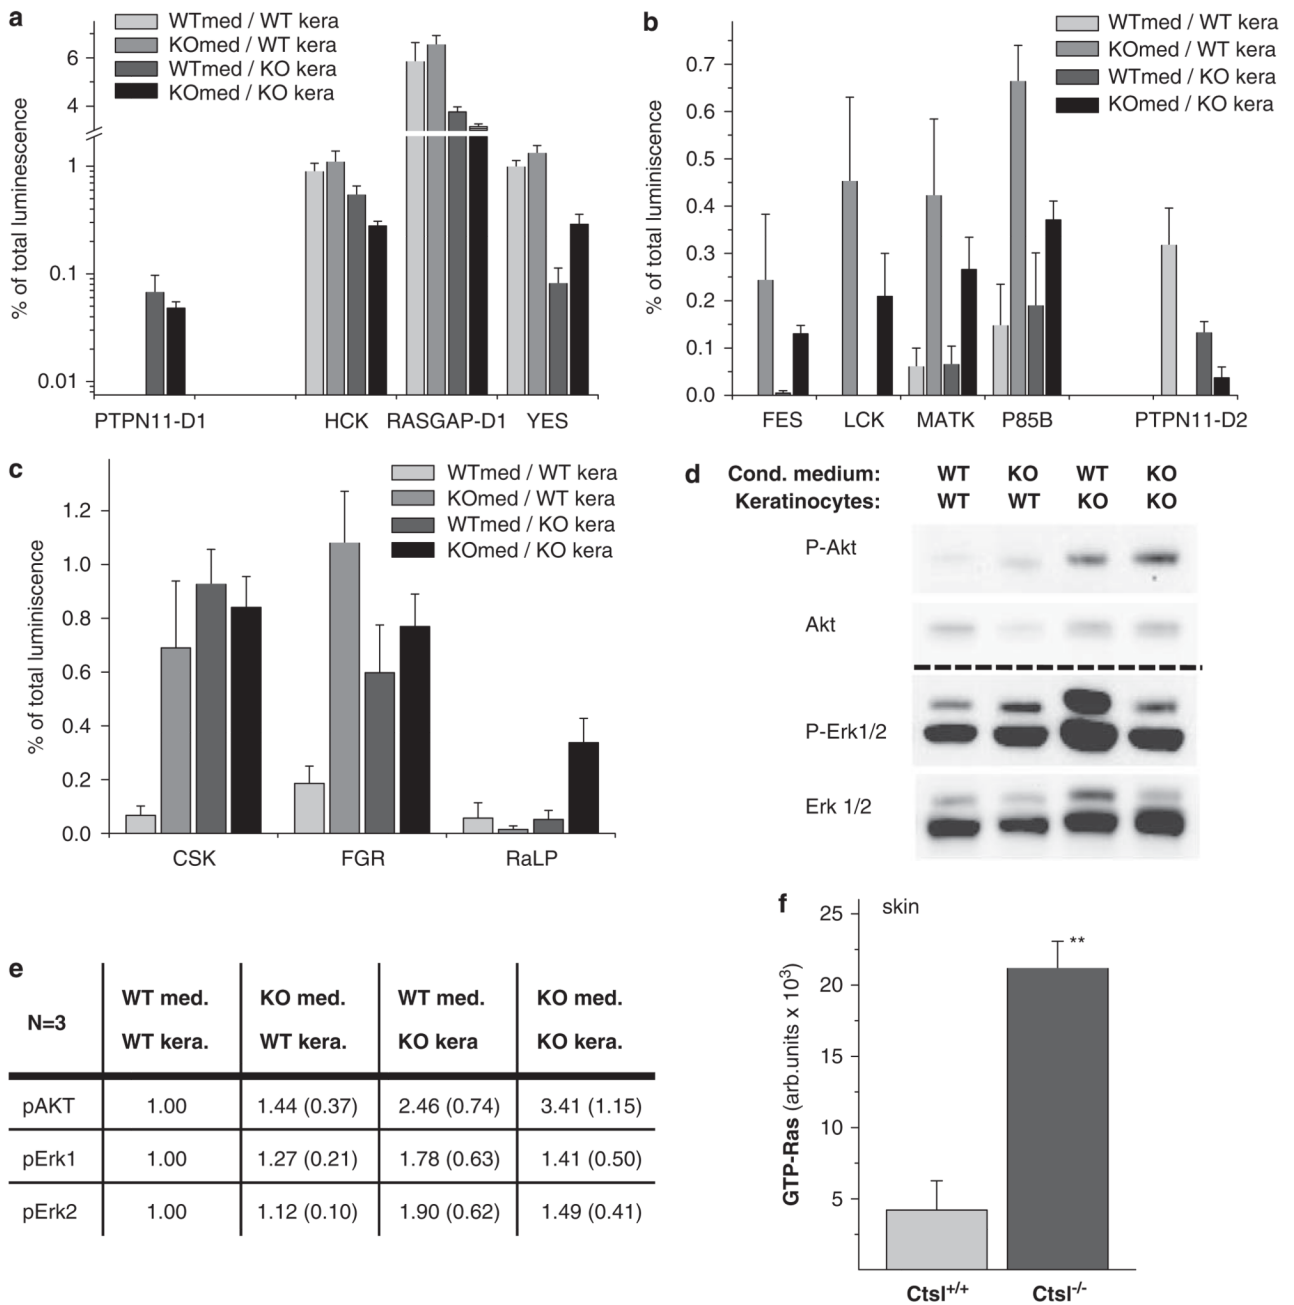 a
WTmed / WT kera
KOmed / WT kera
WTmed / KO kera
KOmed / KO kera
% of total luminescence
6
4
1
0.1
0.01
PTPN11-D1 HCK RASGAP-D1 YES
b
WTmed / WT kera
KOmed / WT kera
WTmed / KO kera
KOmed / KO kera
% of total luminiscence
0.7
0.6
0.5
0.4
0.3
0.2
0.1
0.0
FES LCK MATK P85B PTPN11-D2
c
WTmed / WT kera
KOmed / WT kera
WTmed / KO kera
KOmed / KO kera
% of total luminiscence
1.2
1.0
0.8
0.6
0.4
0.2
0.0
CSK FGR RaLP
d
Cond. medium: WT KO WT KO
Keratinocytes: WT WT KO KO
P-Akt
Akt
P-Erk1/2
Erk 1/2
e
N=3
WT med. KO med. WT med. KO med.
WT kera. WT kera. KO kera KO kera.
pAKT 1.00 1.44 (0.37) 2.46 (0.74) 3.41 (1.15)
pErk1 1.00 1.27 (0.21) 1.78 (0.63) 1.41 (0.50)
pErk2 1.00 1.12 (0.10) 1.90 (0.62) 1.49 (0.41)
f
skin
**
GTP-Ras (arb.units x 10³)
25
20
15
10
5
Ctsl⁺/⁺ Ctsl⁻/⁻